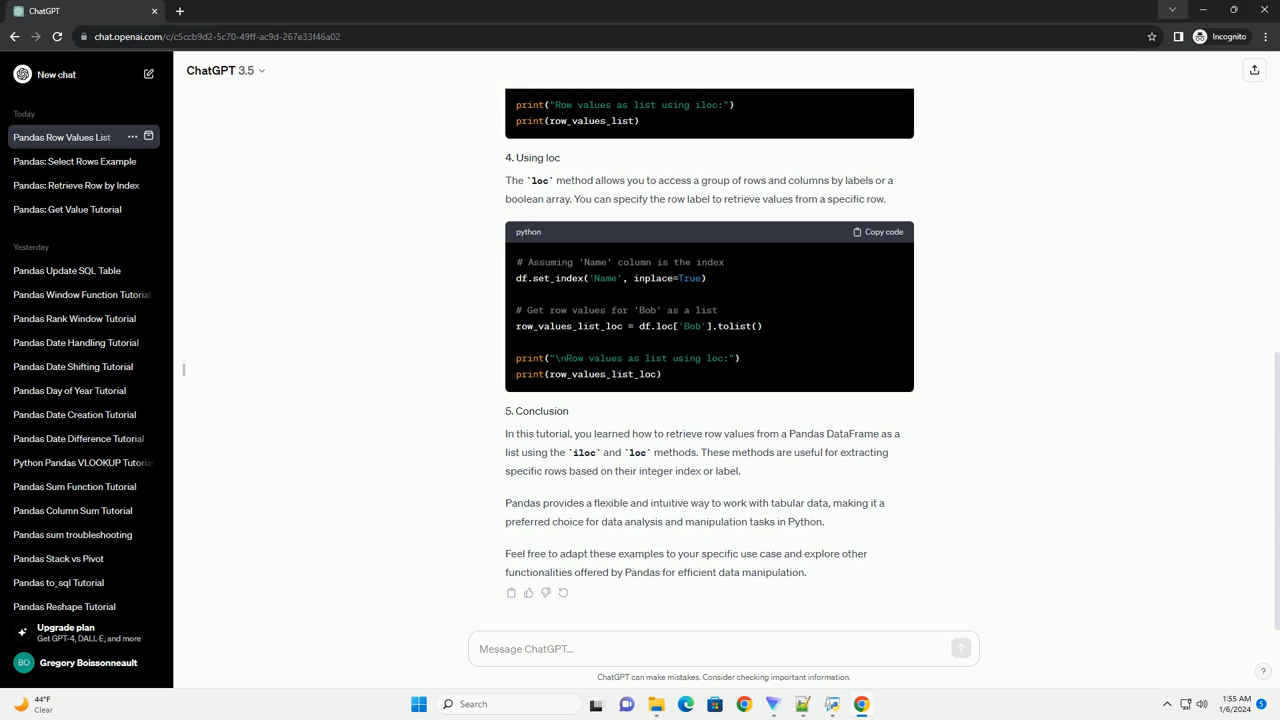 ChatGPT
chat.openai.com/c/c5ccb9d2-5c70-49ff-ac9d-267e33f46a02
Incognito
New chat
Today
Pandas Row Values List
Pandas: Select Rows Example
Pandas: Retrieve Row by Index
Pandas: Get Value Tutorial
Yesterday
Pandas Update SQL Table
Pandas Window Function Tutorial
Pandas Rank Window Tutorial
Pandas Date Handling Tutorial
Pandas Date Shifting Tutorial
Pandas Day of Year Tutorial
Pandas Date Creation Tutorial
Pandas Date Difference Tutorial
Python Pandas VLOOKUP Tutorial
Pandas Sum Function Tutorial
Pandas Column Sum Tutorial
Pandas sum troubleshooting
Pandas Stack vs Pivot
Pandas to_sql Tutorial
Pandas Reshape Tutorial
Upgrade plan
Get GPT-4, DALL·E, and more
BO Gregory Boissonneault
ChatGPT 3.5
print("Row values as list using iloc:")
print(row_values_list)
4. Using loc
The `loc` method allows you to access a group of rows and columns by labels or a
boolean array. You can specify the row label to retrieve values from a specific row.
python Copy code
# Assuming 'Name' column is the index
df.set_index('Name', inplace=True)
# Get row values for 'Bob' as a list
row_values_list_loc = df.loc['Bob'].tolist()
print("\nRow values as list using loc:")
print(row_values_list_loc)
5. Conclusion
In this tutorial, you learned how to retrieve row values from a Pandas DataFrame as a
list using the `iloc` and `loc` methods. These methods are useful for extracting
specific rows based on their integer index or label.
Pandas provides a flexible and intuitive way to work with tabular data, making it a
preferred choice for data analysis and manipulation tasks in Python.
Feel free to adapt these examples to your specific use case and explore other
functionalities offered by Pandas for efficient data manipulation.
Message ChatGPT...
ChatGPT can make mistakes. Consider checking important information.
?
44°F
Clear
Search
1:55 AM
1/6/2024
5